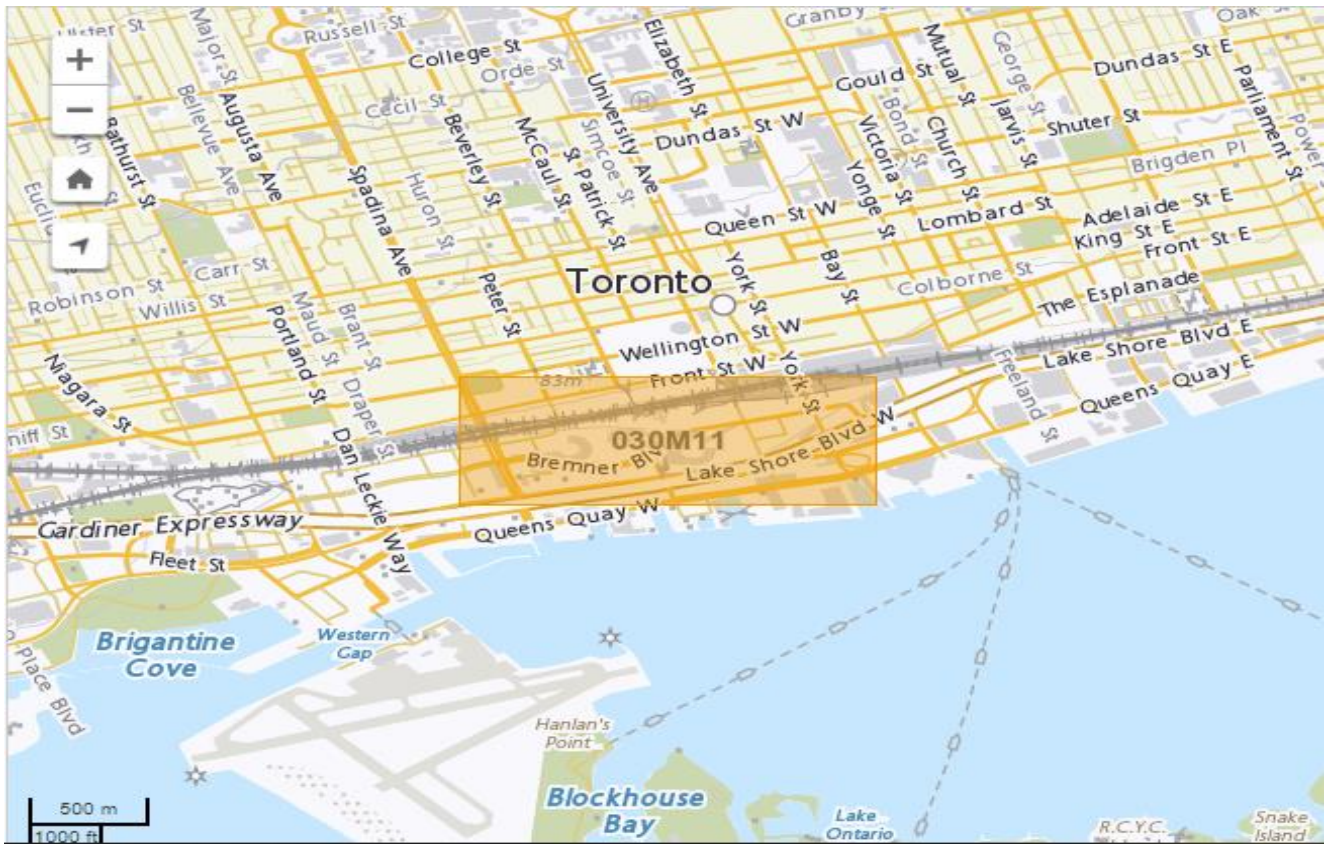 Ulster St
Major St
Russell St
College St
Orde St
Elizabeth St
Granby St
Mutual St
George St
Oak St
Dundas St E
Parliament St
Bathurst St
Bellevue Ave
Augusta Ave
Cecil St
Beverley St
McCaul St
St Patrick St
Simcoe St
University Ave
H
Dundas St W
Gould St
Bond St
Victoria St
Church St
Jarvis St
Shuter St
Brigden Pl
Power
Spadina Ave
Huron St
Queen St W
Yonge St
Lombard St
Adelaide St E
King St E
Front St E
Robinson St
Carr St
Willis St
Maud St
Brant St
Portland St
Draper St
Peter St
Toronto
York St
Bay St
Colborne St
The Esplanade
Wellington St W
Front St W
83m
York St
Lake Shore Blvd E
Freeland St
Queens Quay E
Niagara St
niff St
Dan Leckie Way
030M11
Bremner Blv
Lake Shore Blvd W
Queens Quay W
Gardiner Expressway
Fleet St
Brigantine
Cove
Western
Gap
Place Blvd
Hanlan's
Point
Blockhouse
Bay
Lake
Ontario
R.C.Y.C.
Snake
Island
500 m
1000 ft